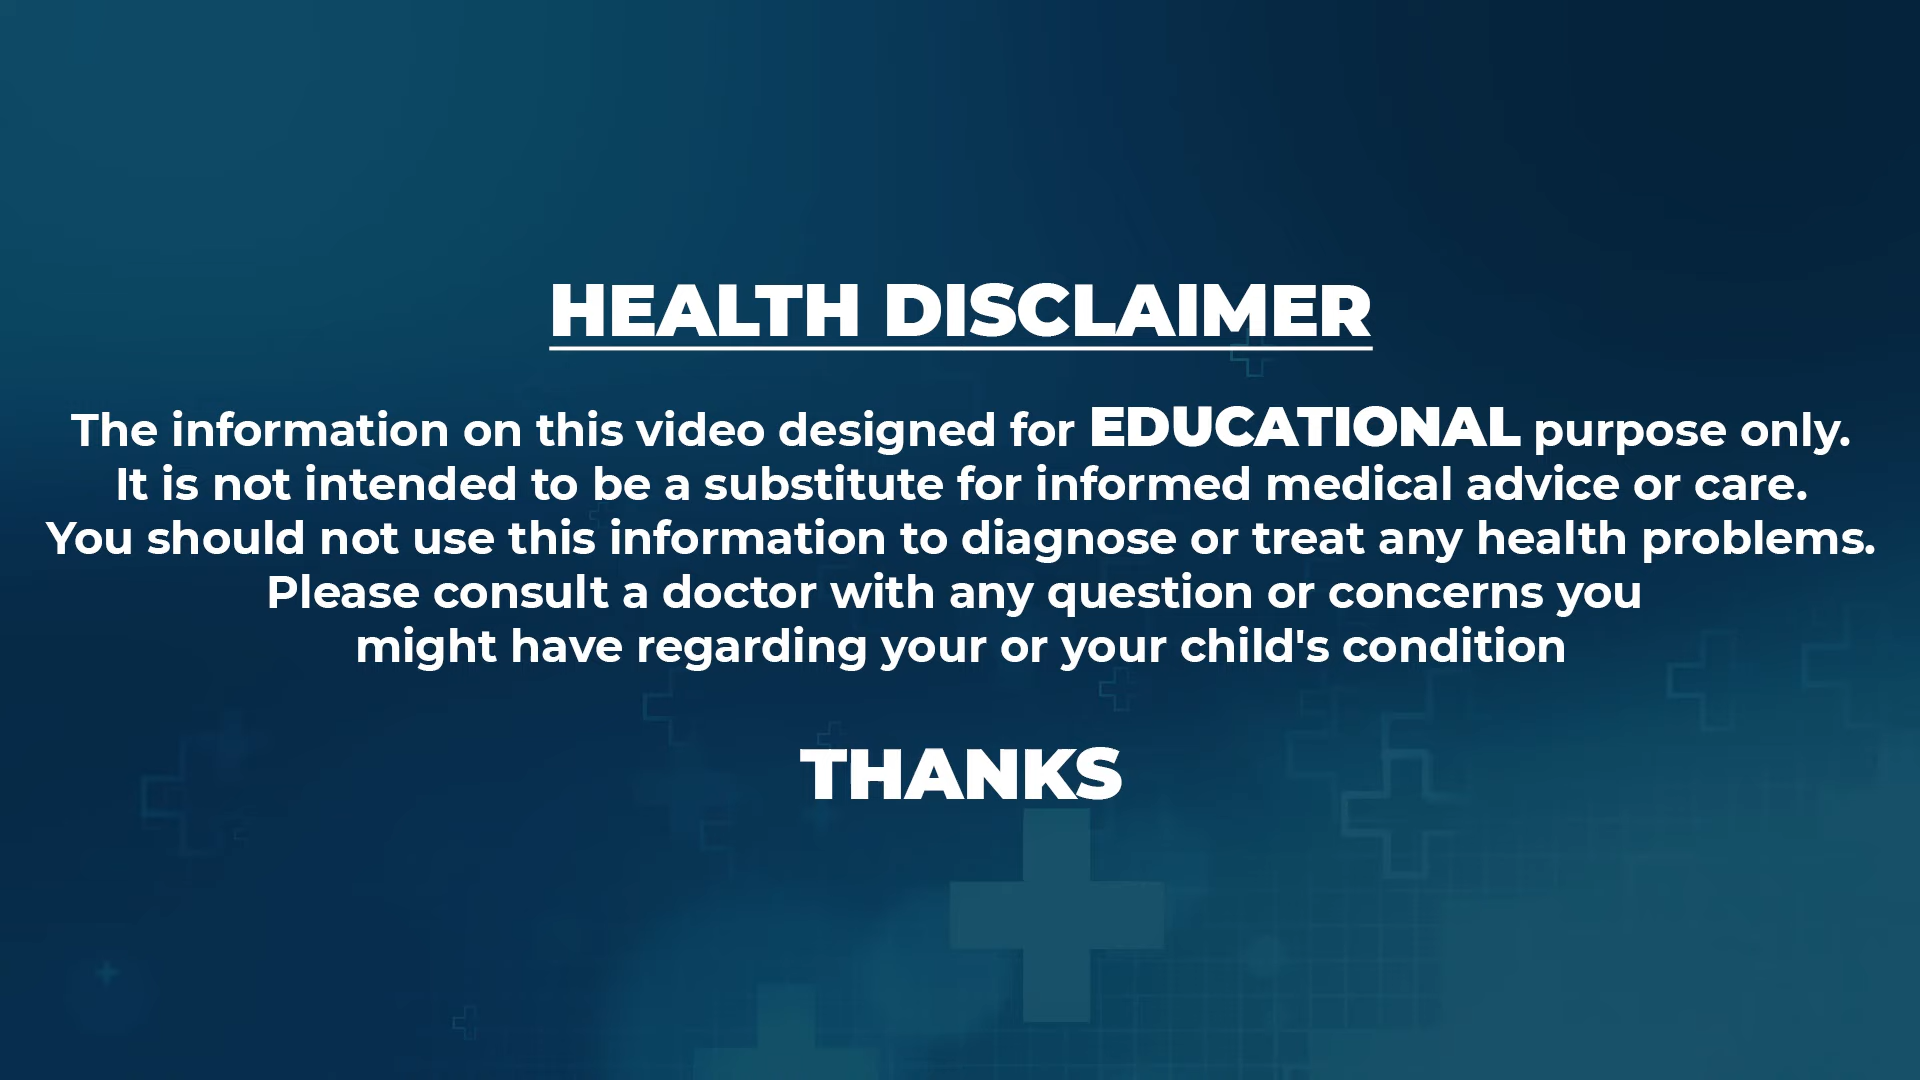 HEALTH DISCLAIMER
The information on this video designed for EDUCATIONAL purpose only.
It is not intended to be a substitute for informed medical advice or care.
You should not use this information to diagnose or treat any health problems.
Please consult a doctor with any question or concerns you
might have regarding your or your child's condition
THANKS